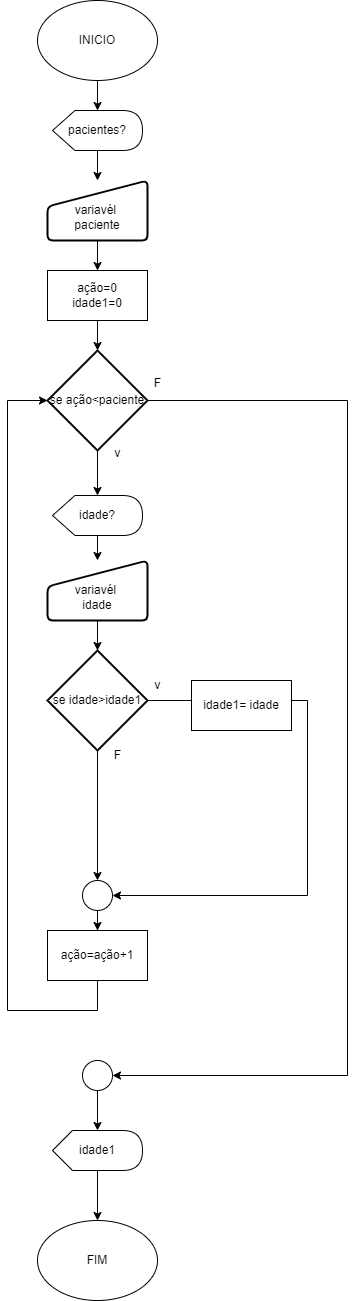 INICIO
pacientes?
variavél
paciente
ação=0
idade1=0
se ação<paciente
F
v
idade?
variavél
idade
se idade>idade1
v
idade1= idade
F
ação=ação+1
idade1
FIM